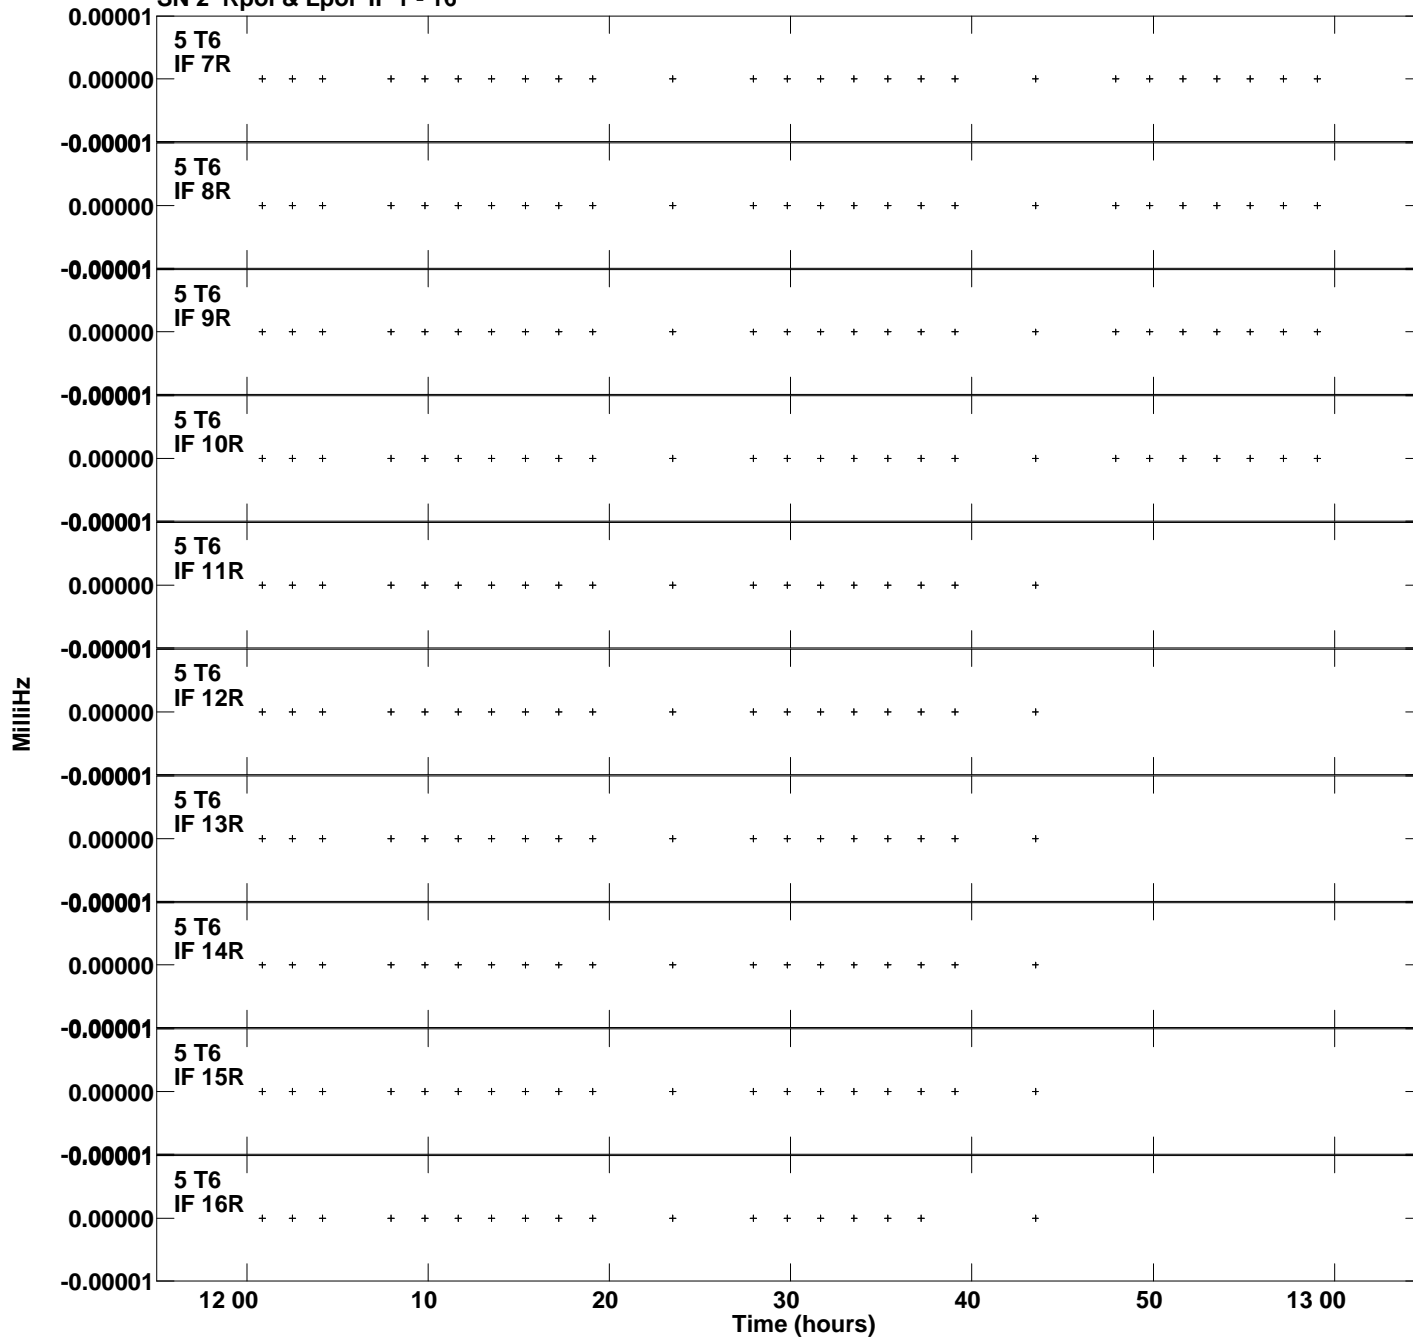 SN 2 Rpol & Lpol IF 1 - 16
0.00001
5 T6
IF 7R
0.00000
-0.00001
5 T6
IF 8R
0.00000
-0.00001
5 T6
IF 9R
0.00000
-0.00001
5 T6
IF 10R
0.00000
-0.00001
5 T6
IF 11R
0.00000
-0.00001
5 T6
IF 12R
0.00000
-0.00001
5 T6
IF 13R
0.00000
-0.00001
5 T6
IF 14R
0.00000
-0.00001
5 T6
IF 15R
0.00000
-0.00001
5 T6
IF 16R
0.00000
-0.00001
MilliHz
12 00 10 20 30 40 50 13 00
Time (hours)